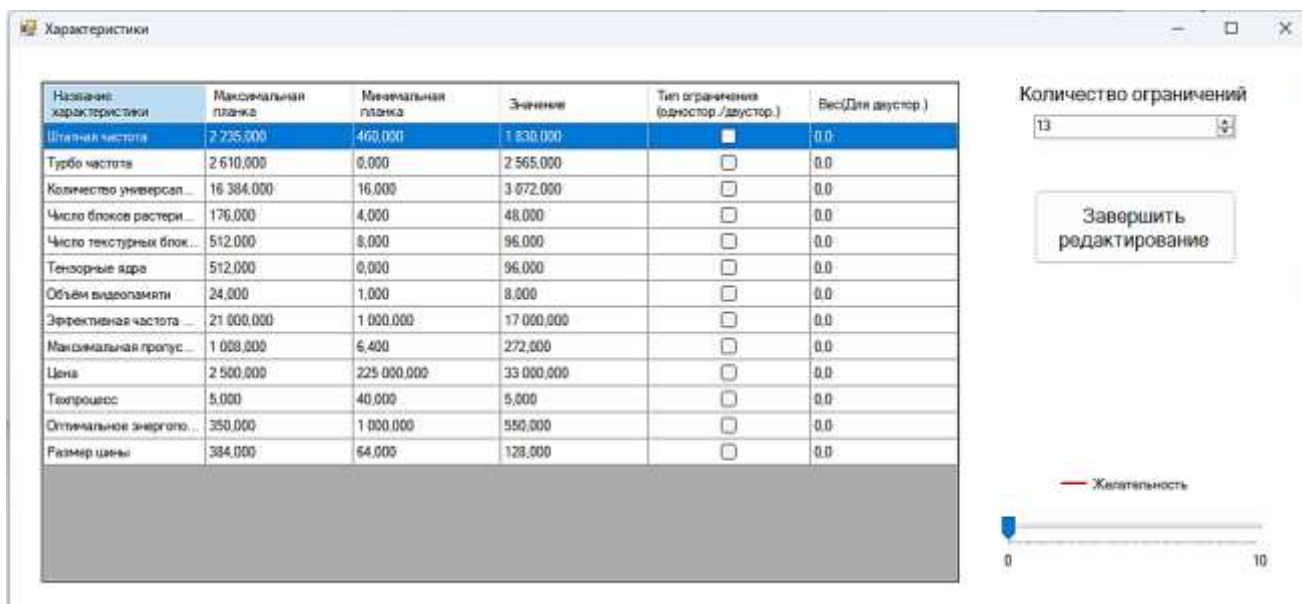 Характеристики
Название характеристики Максимальная планка Минимальная планка Значение Тип ограничения (одностор./двустор.) Вес(Для двустор.)
Штатная частота 2 235,000 460,000 1 830,000 0.0
Турбо частота 2 610,000 0,000 2 565,000 0.0
Количество универсал... 16 384,000 16,000 3 072,000 0.0
Число блоков растери... 176,000 4,000 48,000 0.0
Число текстурных блок... 512,000 8,000 96,000 0.0
Тензорные ядра 512,000 0,000 96,000 0.0
Объём видеопамяти 24,000 1,000 8,000 0.0
Эффективная частота ... 21 000,000 1 000,000 17 000,000 0.0
Максимальная пропус... 1 008,000 6,400 272,000 0.0
Цена 2 500,000 225 000,000 33 000,000 0.0
Техпроцесс 5,000 40,000 5,000 0.0
Оптимальное энергопо... 350,000 1 000,000 550,000 0.0
Размер шины 384,000 64,000 128,000 0.0
Количество ограничений
13
Завершить
редактирование
Желательность
0 10